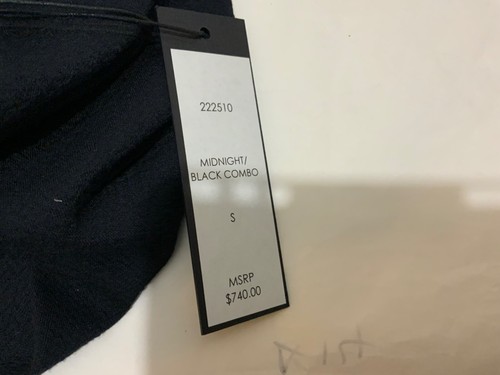 222510
MIDNIGHT/
BLACK COMBO
S
MSRP
$740.00